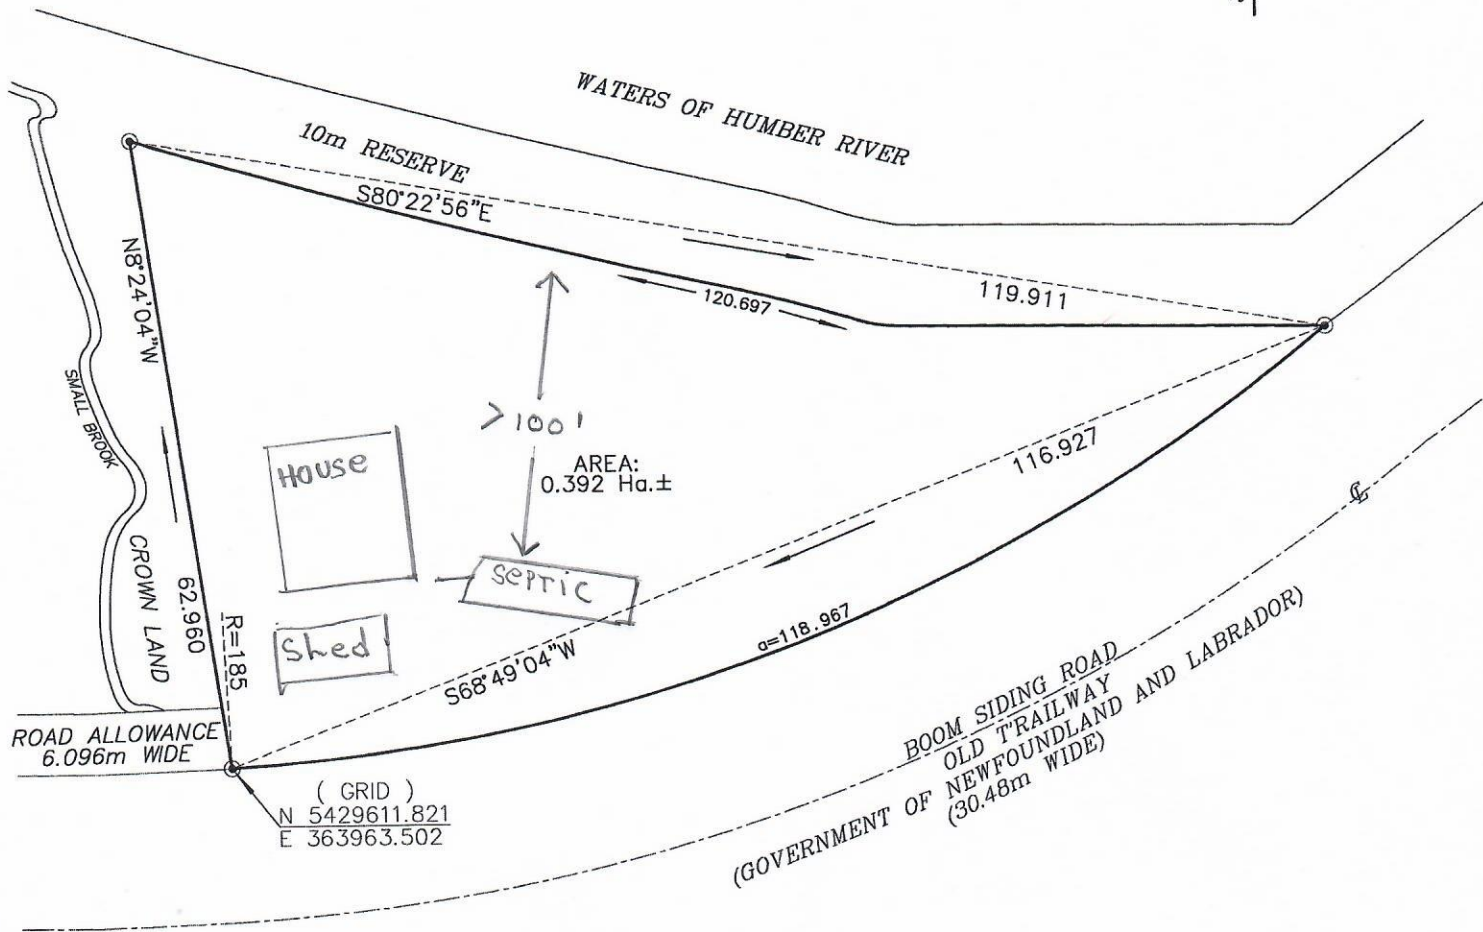 WATERS OF HUMBER RIVER
10m RESERVE
S80°22'56"E
N8°24'04"W
119.911
120.697
SMALL BROOK
>100'
116.927
House
AREA:
0.392 Ha.±
℄
CROWN LAND
62.960
SEPTIC
R=185
Shed
a=118.967
S68°49'04"W
ROAD ALLOWANCE
6.096m WIDE
BOOM SIDING ROAD
OLD T'RAILWAY
(GOVERNMENT OF NEWFOUNDLAND AND LABRADOR)
(30.48m WIDE)
( GRID )
N 5429611.821
E 363963.502